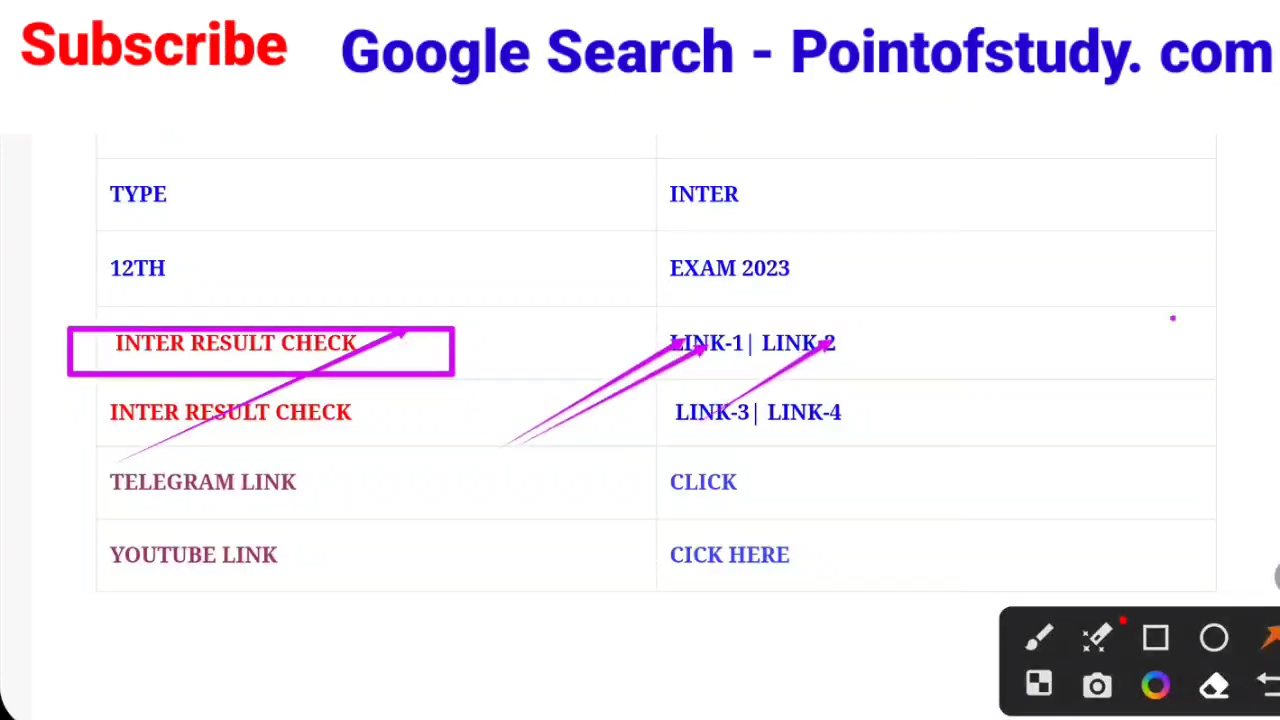 Subscribe Google Search - Pointofstudy. com
TYPE INTER
12TH EXAM 2023
INTER RESULT CHECK LINK-1| LINK-2
INTER RESULT CHECK LINK-3| LINK-4
TELEGRAM LINK CLICK
YOUTUBE LINK CICK HERE